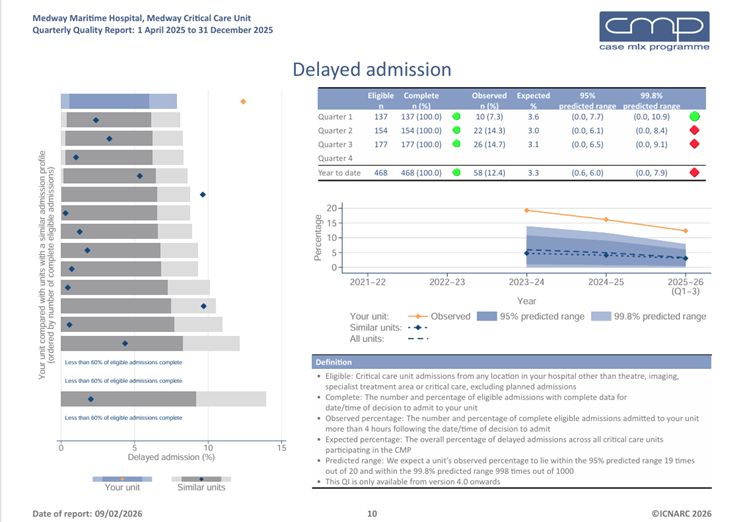 Medway Maritime Hospital, Medway Critical Care Unit
Quarterly Quality Report: 1 April 2025 to 31 December 2025
cmp
case mix programme
Delayed admission
Your unit compared with units with a similar admission profile
(ordered by number of complete eligible admissions)
Less than 60% of eligible admissions complete
Less than 60% of eligible admissions complete
Less than 60% of eligible admissions complete
0 5 10 15
Delayed admission (%)
Your unit Similar units
Eligible Complete Observed Expected 95% 99.8%
n n (%) n (%) % predicted range predicted range
Quarter 1 137 137 (100.0) 10 (7.3) 3.6 (0.0, 7.7) (0.0, 10.9)
Quarter 2 154 154 (100.0) 22 (14.3) 3.0 (0.0, 6.1) (0.0, 8.4)
Quarter 3 177 177 (100.0) 26 (14.7) 3.1 (0.0, 6.5) (0.0, 9.1)
Quarter 4
Year to date 468 468 (100.0) 58 (12.4) 3.3 (0.6, 6.0) (0.0, 7.9)
Percentage
20
15
10
5
0
2021–22 2022–23 2023–24 2024–25 2025–26
(Q1–3)
Year
Your unit: Observed 95% predicted range 99.8% predicted range
Similar units:
All units:
Definition
• Eligible: Critical care unit admissions from any location in your hospital other than theatre, imaging,
specialist treatment area or critical care, excluding planned admissions
• Complete: The number and percentage of eligible admissions with complete data for
date/time of decision to admit to your unit
• Observed percentage: The number and percentage of complete eligible admissions admitted to your unit
more than 4 hours following the date/time of decision to admit
• Expected percentage: The overall percentage of delayed admissions across all critical care units
participating in the CMP
• Predicted range: We expect a unit's observed percentage to lie within the 95% predicted range 19 times
out of 20 and within the 99.8% predicted range 998 times out of 1000
• This QI is only available from version 4.0 onwards
Date of report: 09/02/2026 10 ©ICNARC 2026